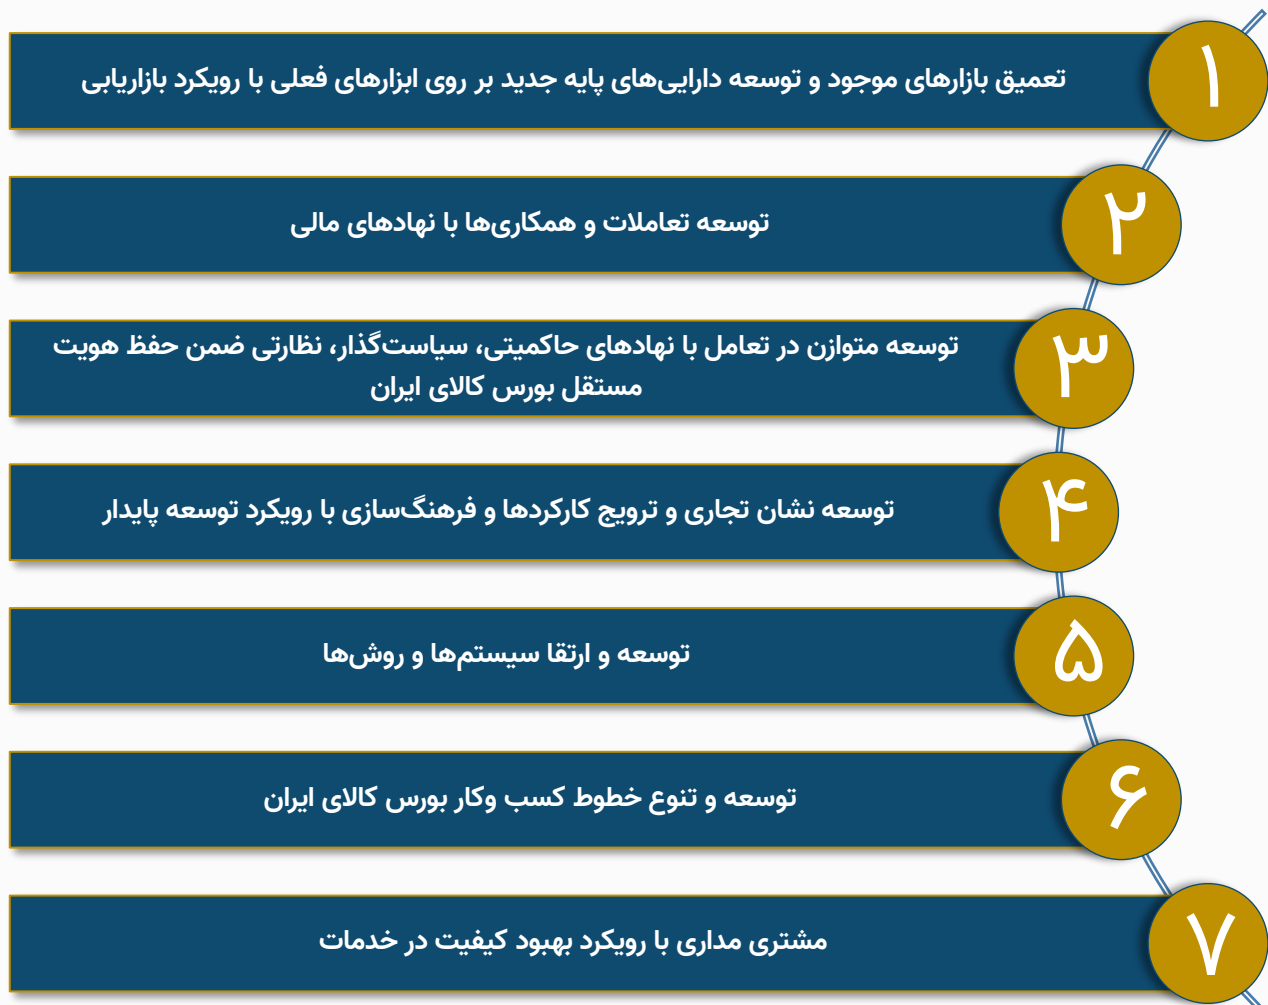 ۱
تعمیق بازارهای موجود و توسعه دارایی‌های پایه جدید بر روی ابزارهای فعلی با رویکرد بازاریابی
۲
توسعه تعاملات و همکاری‌ها با نهادهای مالی
۳
توسعه متوازن در تعامل با نهادهای حاکمیتی، سیاست‌گذار، نظارتی ضمن حفظ هویت
مستقل بورس کالای ایران
۴
توسعه نشان تجاری و ترویج کارکردها و فرهنگ‌سازی با رویکرد توسعه پایدار
۵
توسعه و ارتقا سیستم‌ها و روش‌ها
۶
توسعه و تنوع خطوط کسب وکار بورس کالای ایران
۷
مشتری مداری با رویکرد بهبود کیفیت در خدمات